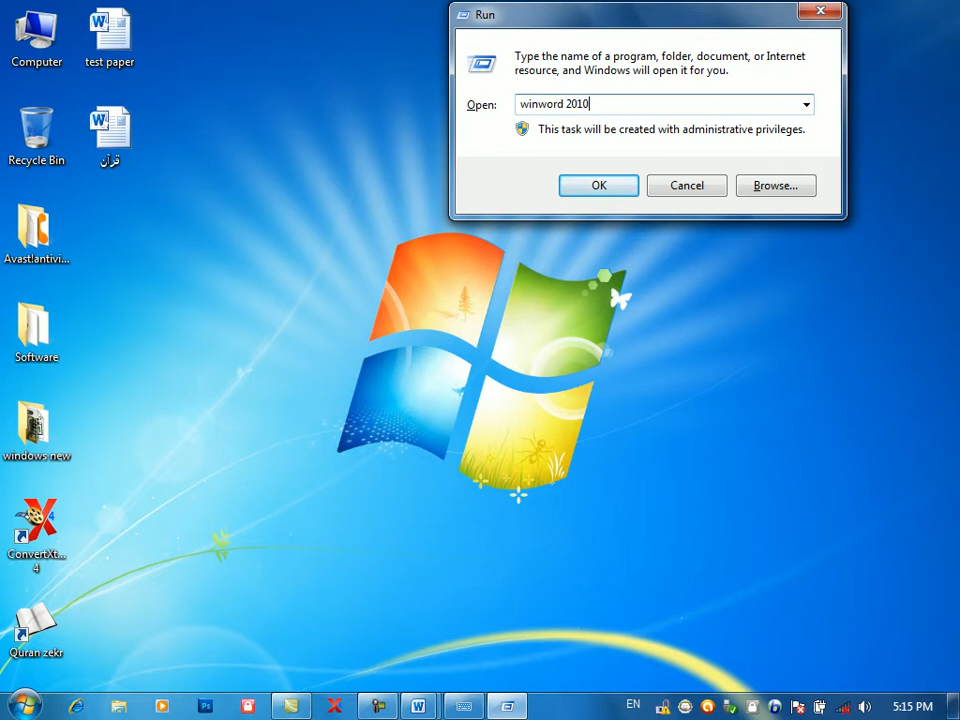 Run
Type the name of a program, folder, document, or Internet
resource, and Windows will open it for you.
Open:
winword 2010
This task will be created with administrative privileges.
OK
Cancel
Browse...
Computer
test paper
Recycle Bin
قرآن
Avast!antivi...
Software
windows new
ConvertXt...
4
Quran zekr
EN
5:15 PM